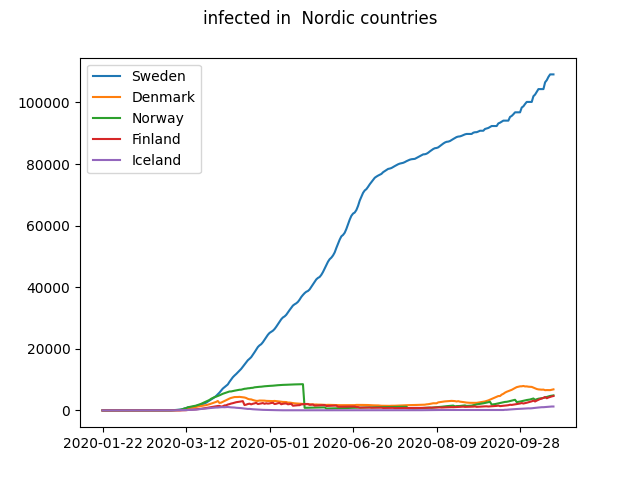 infected in  Nordic countries
Sweden
Denmark
Norway
Finland
Iceland
100000
80000
60000
40000
20000
0
2020-01-22 2020-03-12 2020-05-01 2020-06-20 2020-08-09 2020-09-28